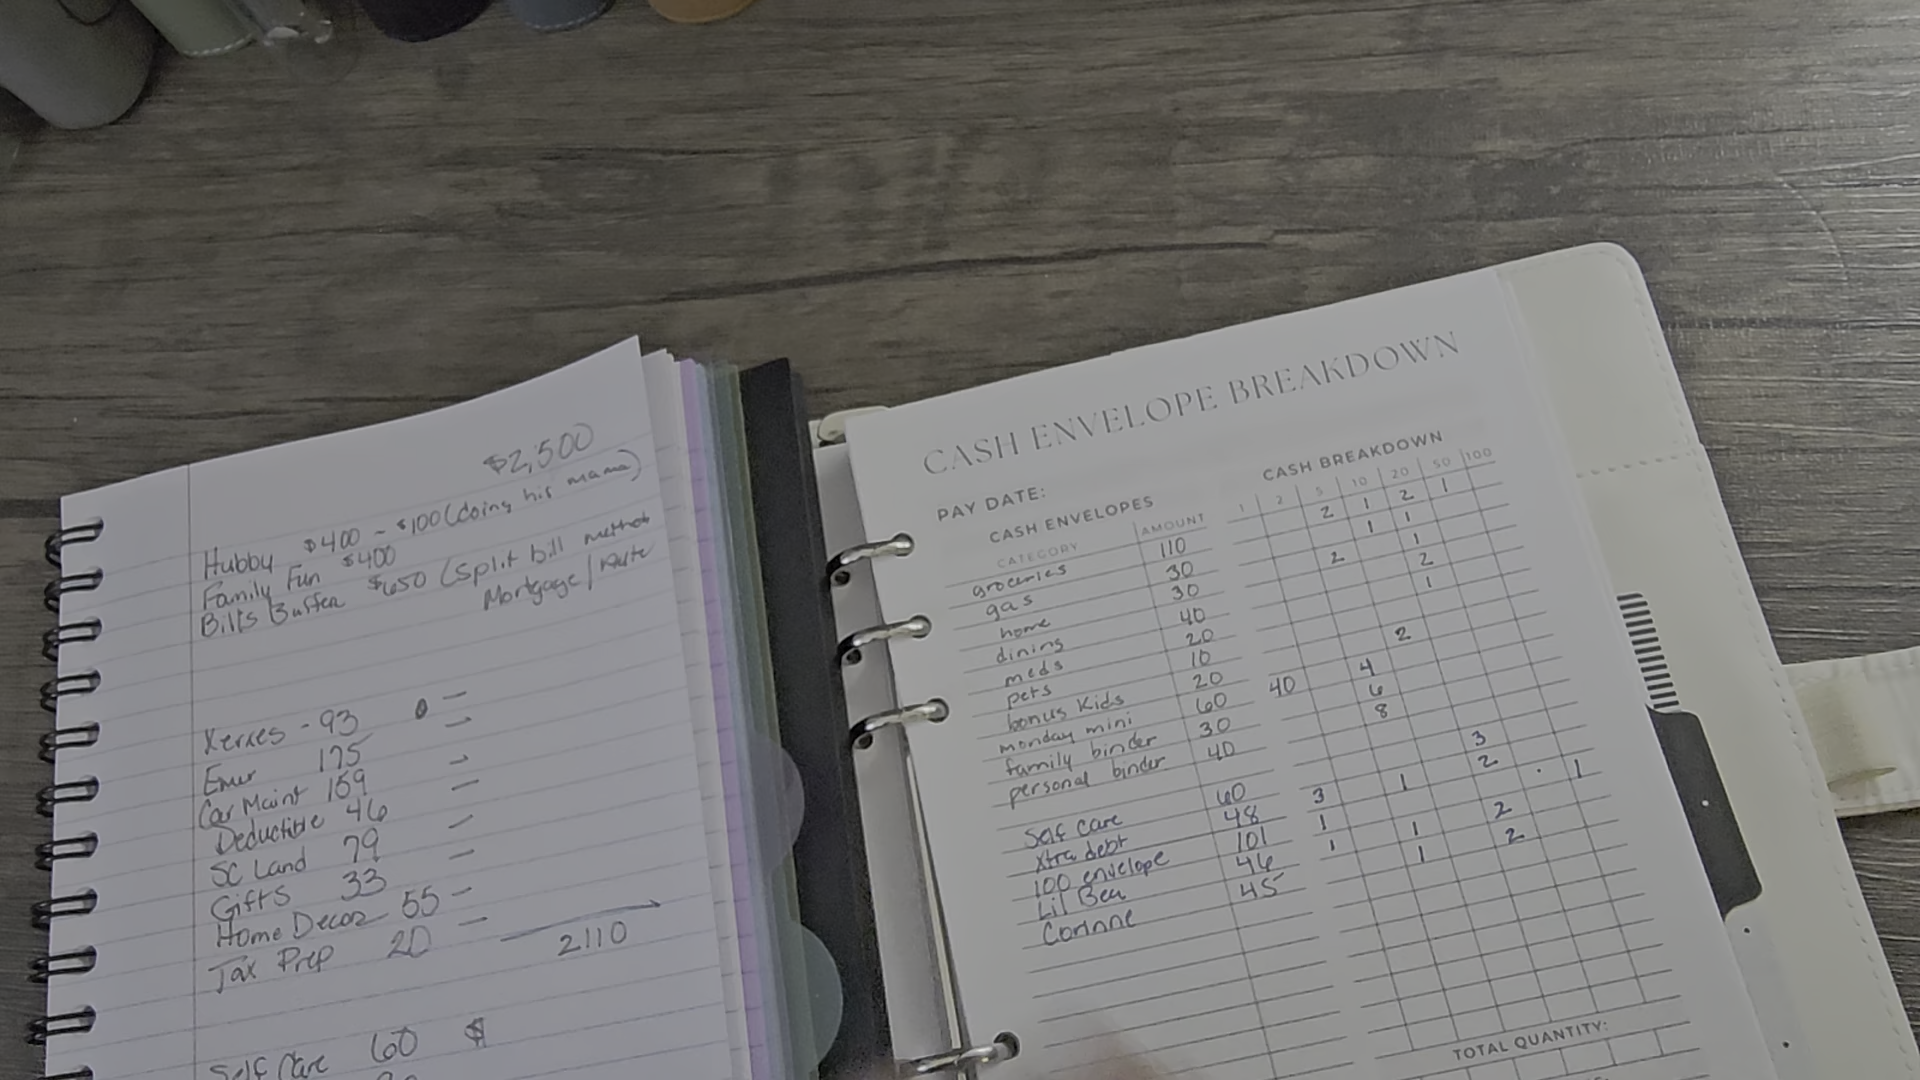 $2,500
Hubby $400 - $100 (doing his mama)
Family Fun $400
Bills Buffer $650 (split bill method
Mortgage/
Xerxes - 93
Emer 175
Car Maint 159
Deductible 46
SC Land 79
Gifts 33
Home Decor 55
Tax Prep 20
2110
Self Care 60 $
CASH ENVELOPE BREAKDOWN
PAY DATE:
CASH ENVELOPES
CASH BREAKDOWN
CATEGORY AMOUNT 1 2 5 10 20 50 100
groceries 110 2 1 2 1
gas 30 1 1
home 30 2 1
dining 40 2
meds 20 1
pets 10 2
bonus kids 20 4
monday mini 60 40
family binder 30 6
personal binder 40 8
Self Care 60 3
xtra debt 48 3 1 2
100 envelope 101 1 1
Lil Bea 46 1 1 2
Corinne 45 1 2
TOTAL QUANTITY: